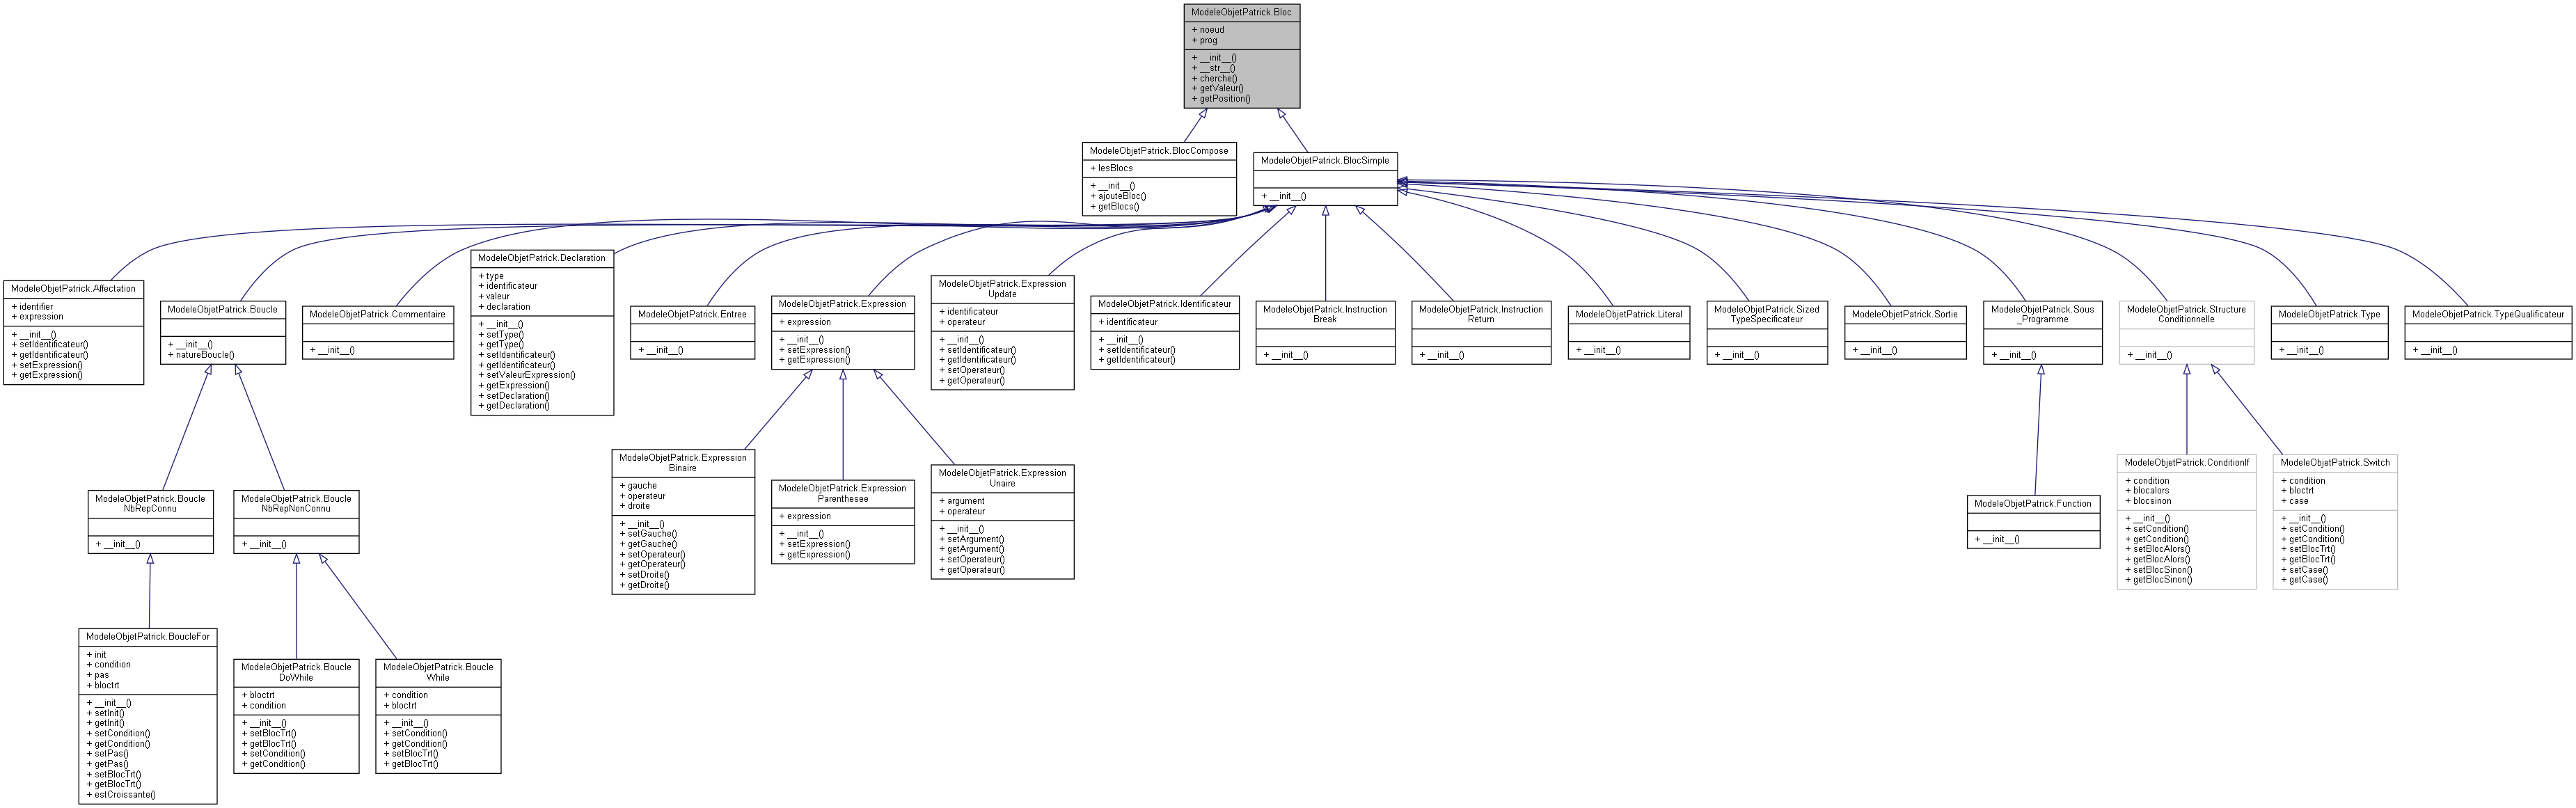 ModeleObjetPatrick.Bloc
+ noeud
+ prog
+ __init__()
+ __str__()
+ cherche()
+ getValeur()
+ getPosition()
ModeleObjetPatrick.BlocCompose
+ lesBlocs
+ __init__()
+ ajouteBloc()
+ getBlocs()
ModeleObjetPatrick.BlocSimple
+ __init__()
ModeleObjetPatrick.Affectation
+ identifier
+ expression
+ __init__()
+ setIdentificateur()
+ getIdentificateur()
+ setExpression()
+ getExpression()
ModeleObjetPatrick.Boucle
+ __init__()
+ natureBoucle()
ModeleObjetPatrick.Commentaire
+ __init__()
ModeleObjetPatrick.Declaration
+ type
+ identificateur
+ valeur
+ declaration
+ __init__()
+ setType()
+ getType()
+ setIdentificateur()
+ getIdentificateur()
+ setValeurExpression()
+ getExpression()
+ setDeclaration()
+ getDeclaration()
ModeleObjetPatrick.Entree
+ __init__()
ModeleObjetPatrick.Expression
+ expression
+ __init__()
+ setExpression()
+ getExpression()
ModeleObjetPatrick.Expression
Update
+ identificateur
+ operateur
+ __init__()
+ setIdentificateur()
+ getIdentificateur()
+ setOperateur()
+ getOperateur()
ModeleObjetPatrick.Identificateur
+ identificateur
+ __init__()
+ setIdentificateur()
+ getIdentificateur()
ModeleObjetPatrick.Instruction
Break
+ __init__()
ModeleObjetPatrick.Instruction
Return
+ __init__()
ModeleObjetPatrick.Literal
+ __init__()
ModeleObjetPatrick.Sized
TypeSpecificateur
+ __init__()
ModeleObjetPatrick.Sortie
+ __init__()
ModeleObjetPatrick.Sous
_Programme
+ __init__()
ModeleObjetPatrick.Structure
Conditionnelle
+ __init__()
ModeleObjetPatrick.Type
+ __init__()
ModeleObjetPatrick.TypeQualificateur
+ __init__()
ModeleObjetPatrick.Boucle
NbRepConnu
+ __init__()
ModeleObjetPatrick.Boucle
NbRepNonConnu
+ __init__()
ModeleObjetPatrick.Expression
Binaire
+ gauche
+ operateur
+ droite
+ __init__()
+ setGauche()
+ getGauche()
+ setOperateur()
+ getOperateur()
+ setDroite()
+ getDroite()
ModeleObjetPatrick.Expression
Parenthesee
+ expression
+ __init__()
+ setExpression()
+ getExpression()
ModeleObjetPatrick.Expression
Unaire
+ argument
+ operateur
+ __init__()
+ setArgument()
+ getArgument()
+ setOperateur()
+ getOperateur()
ModeleObjetPatrick.Function
+ __init__()
ModeleObjetPatrick.ConditionIf
+ condition
+ blocalors
+ blocsinon
+ __init__()
+ setCondition()
+ getCondition()
+ setBlocAlors()
+ getBlocAlors()
+ setBlocSinon()
+ getBlocSinon()
ModeleObjetPatrick.Switch
+ condition
+ bloctrt
+ case
+ __init__()
+ setCondition()
+ getCondition()
+ setBlocTrt()
+ getBlocTrt()
+ setCase()
+ getCase()
ModeleObjetPatrick.BoucleFor
+ init
+ condition
+ pas
+ bloctrt
+ __init__()
+ setInit()
+ getInit()
+ setCondition()
+ getCondition()
+ setPas()
+ getPas()
+ setBlocTrt()
+ getBlocTrt()
+ estCroissante()
ModeleObjetPatrick.Boucle
DoWhile
+ bloctrt
+ condition
+ __init__()
+ setBlocTrt()
+ getBlocTrt()
+ setCondition()
+ getCondition()
ModeleObjetPatrick.Boucle
While
+ condition
+ bloctrt
+ __init__()
+ setCondition()
+ getCondition()
+ setBlocTrt()
+ getBlocTrt()